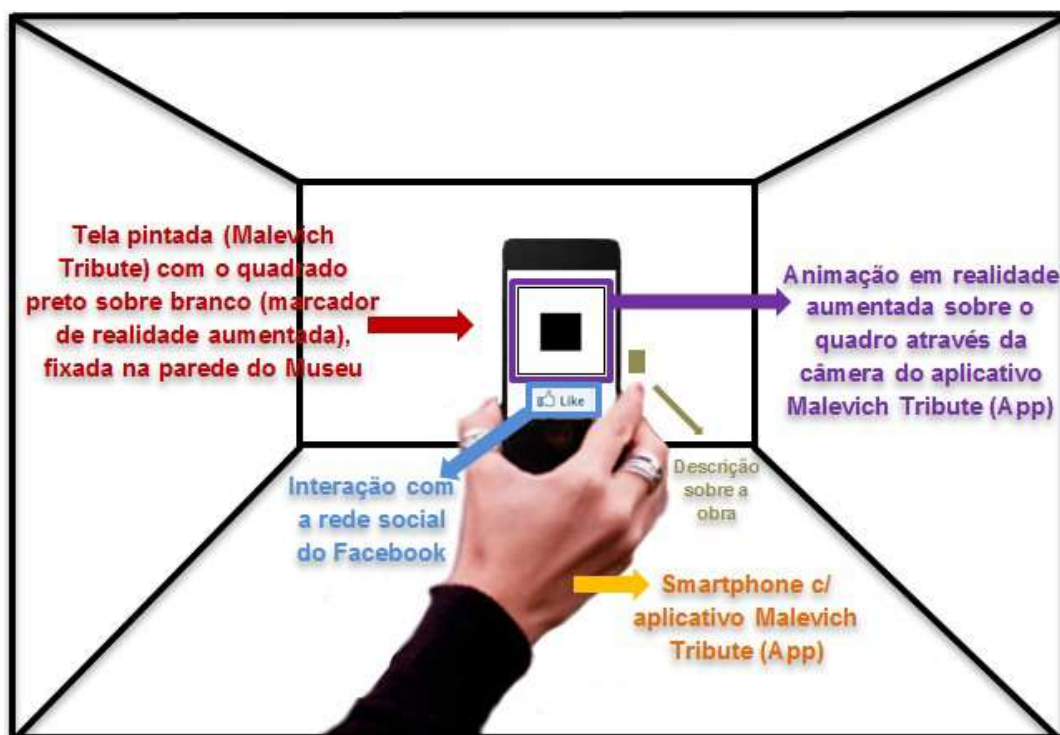 Tela pintada (Malevich
Tribute) com o quadrado
preto sobre branco (marcador
de realidade aumentada),
fixada na parede do Museu
Animação em realidade
aumentada sobre o
quadro através da
câmera do aplicativo
Malevich Tribute (App)
Like
Interação com
a rede social
do Facebook
Descrição
sobre a
obra
Smartphone c/
aplicativo Malevich
Tribute (App)